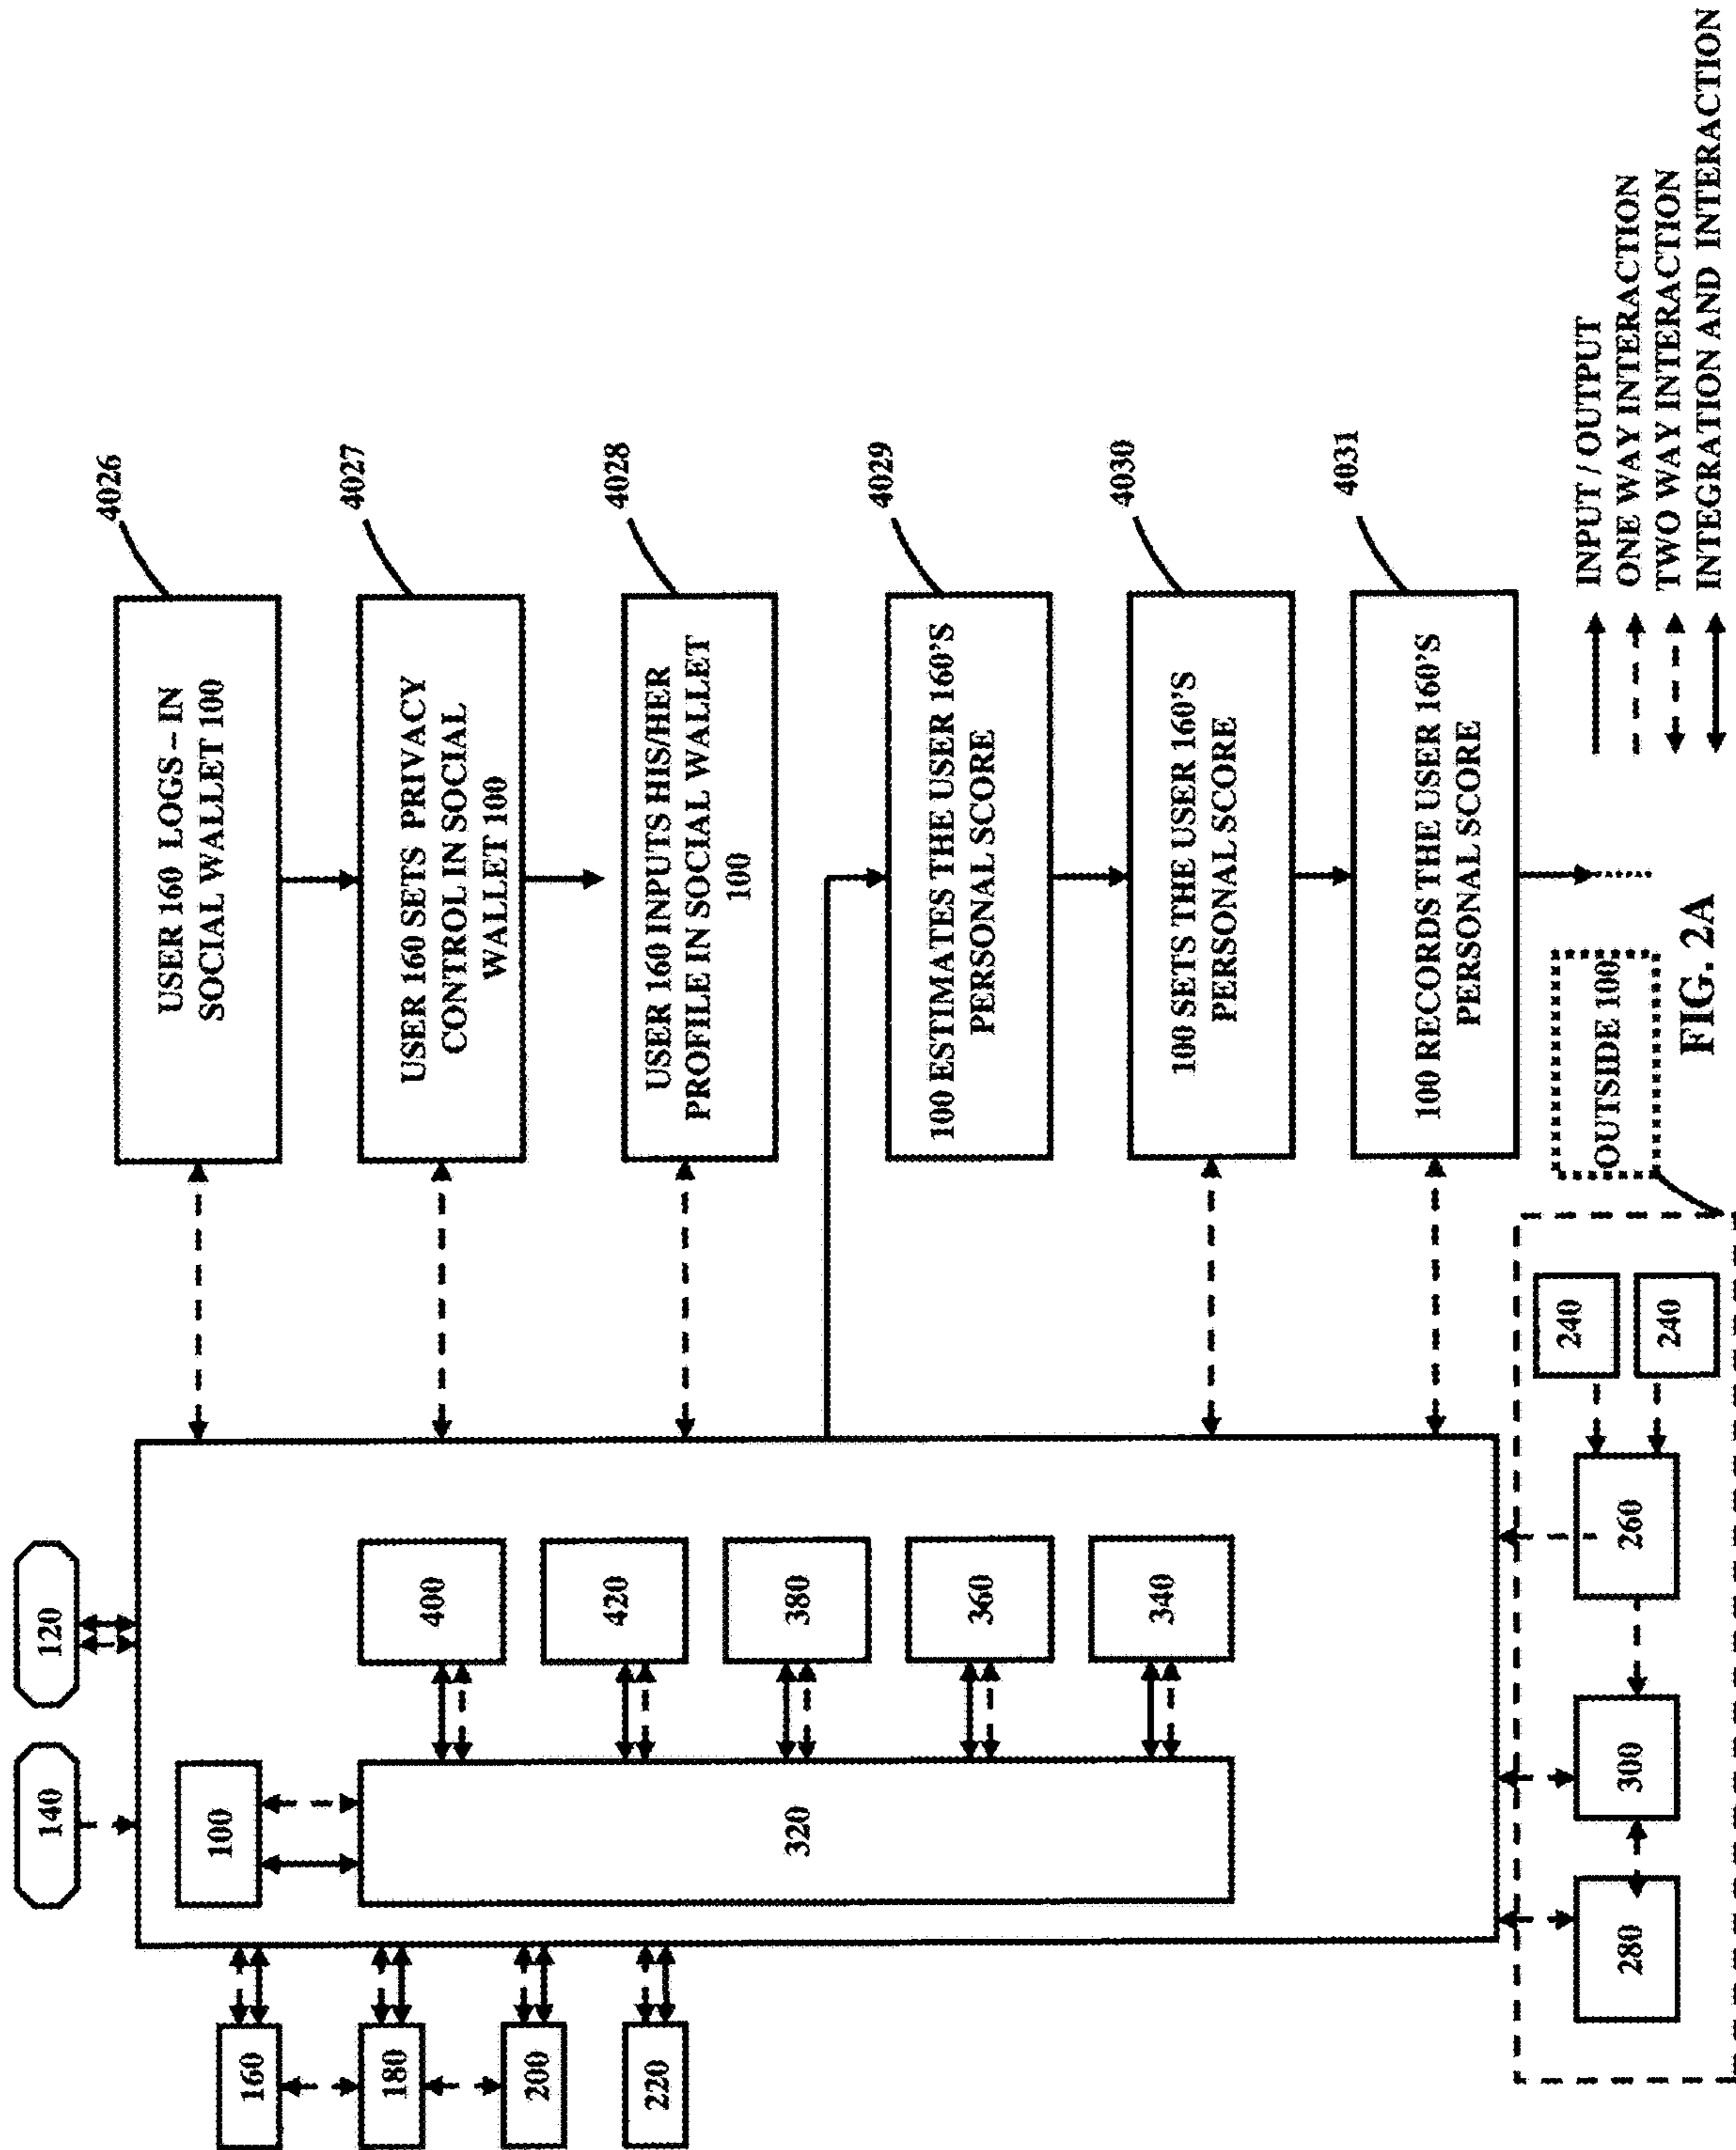 140
120
4026
USER 160 LOGS – IN
SOCIAL WALLET 100
100
160
4027
180
400
USER 160 SETS PRIVACY
CONTROL IN SOCIAL
WALLET 100
200
420
4028
220
USER 160 INPUTS HIS/HER
PROFILE IN SOCIAL WALLET
100
320
380
4029
100 ESTIMATES THE USER 160'S
PERSONAL SCORE
360
4030
340
100 SETS THE USER 160'S
PERSONAL SCORE
4031
100 RECORDS THE USER 160'S
PERSONAL SCORE
240
240
280
300
260
OUTSIDE 100
INPUT / OUTPUT
ONE WAY INTERACTION
TWO WAY INTERACTION
INTEGRATION AND INTERACTION
FIG. 2A